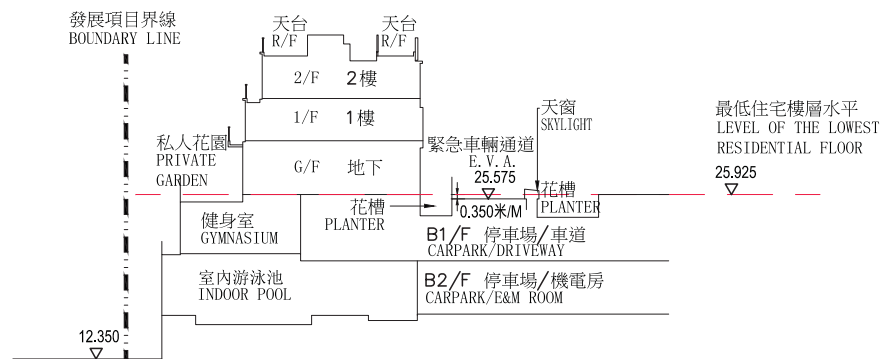 發展項目界線
BOUNDARY LINE
天台
R/F
天台
R/F
2/F 2樓
1/F 1樓
G/F 地下
私人花園
PRIVATE
GARDEN
緊急車輛通道
E.V.A.
25.575
天窗
SKYLIGHT
最低住宅樓層水平
LEVEL OF THE LOWEST
RESIDENTIAL FLOOR
25.925
花槽
PLANTER
0.350米/M
花槽
PLANTER
健身室
GYMNASIUM
B1/F 停車場/車道
CARPARK/DRIVEWAY
室內游泳池
INDOOR POOL
B2/F 停車場/機電房
CARPARK/E&M ROOM
12.350